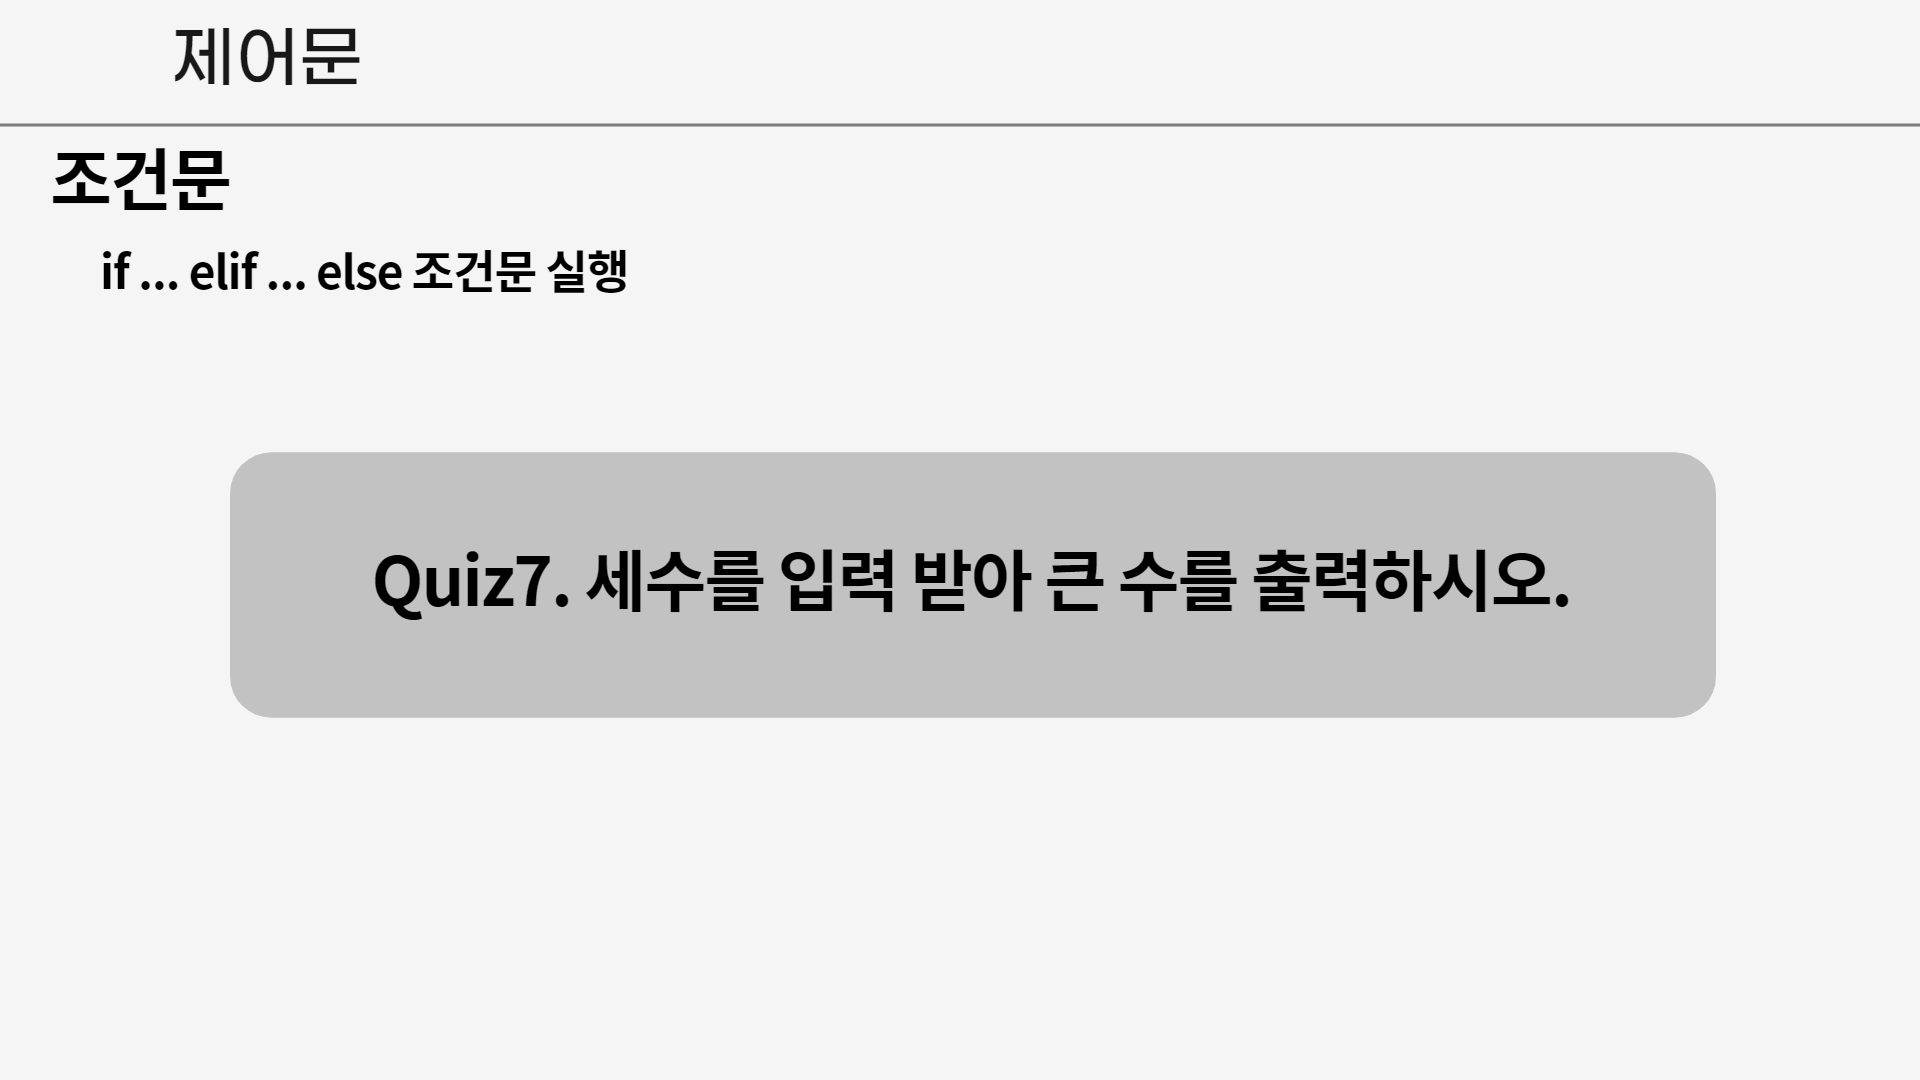 제어문
조건문
if ... elif ... else 조건문 실행
Quiz7. 세수를 입력 받아 큰 수를 출력하시오.